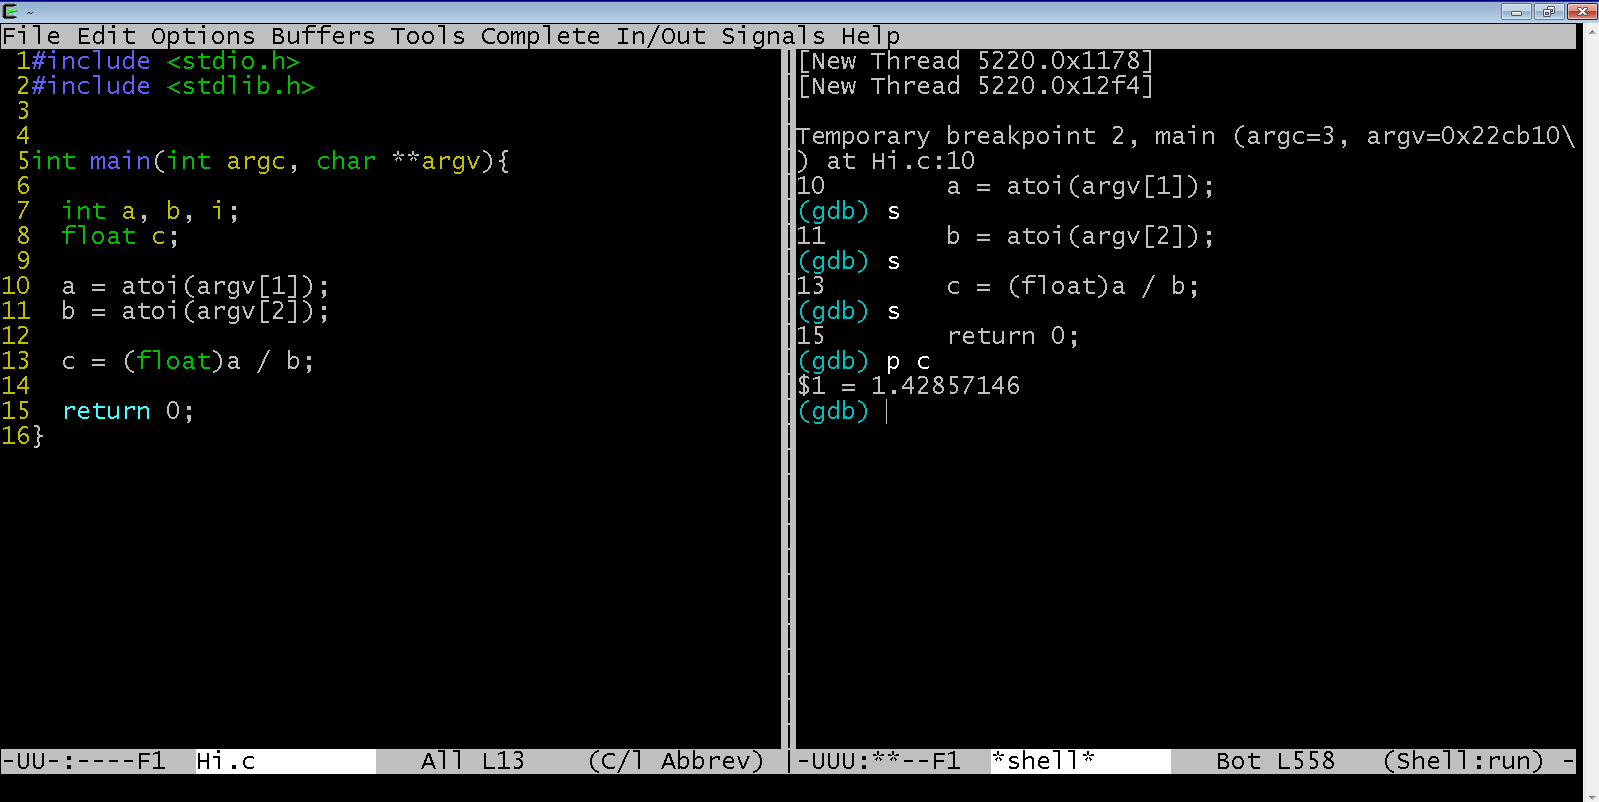 ~
File Edit Options Buffers Tools Complete In/Out Signals Help
1#include <stdio.h>
2#include <stdlib.h>
3
4
5int main(int argc, char **argv){
6
7  int a, b, i;
8  float c;
9
10  a = atoi(argv[1]);
11  b = atoi(argv[2]);
12
13  c = (float)a / b;
14
15  return 0;
16}
-UU-:----F1  Hi.c           All L13    (C/l Abbrev)
[New Thread 5220.0x1178]
[New Thread 5220.0x12f4]
Temporary breakpoint 2, main (argc=3, argv=0x22cb10\
) at Hi.c:10
10        a = atoi(argv[1]);
(gdb) s
11        b = atoi(argv[2]);
(gdb) s
13        c = (float)a / b;
(gdb) s
15        return 0;
(gdb) p c
$1 = 1.42857146
(gdb)
-UUU:**--F1  *shell*        Bot L558   (Shell:run) -